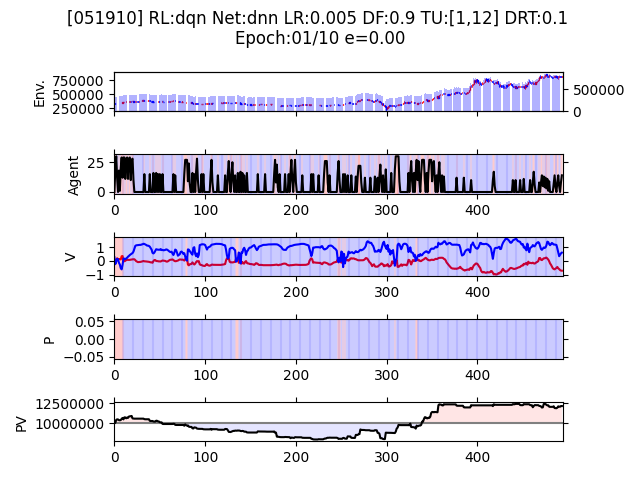 [051910] RL:dqn Net:dnn LR:0.005 DF:0.9 TU:[1,12] DRT:0.1
Epoch:01/10 e=0.00
Env.
750000
500000
250000
500000
0
Agent
25
0
0 100 200 300 400
V
1
0
−1
0 100 200 300 400
P
0.05
0.00
−0.05
0 100 200 300 400
PV
12500000
10000000
0 100 200 300 400